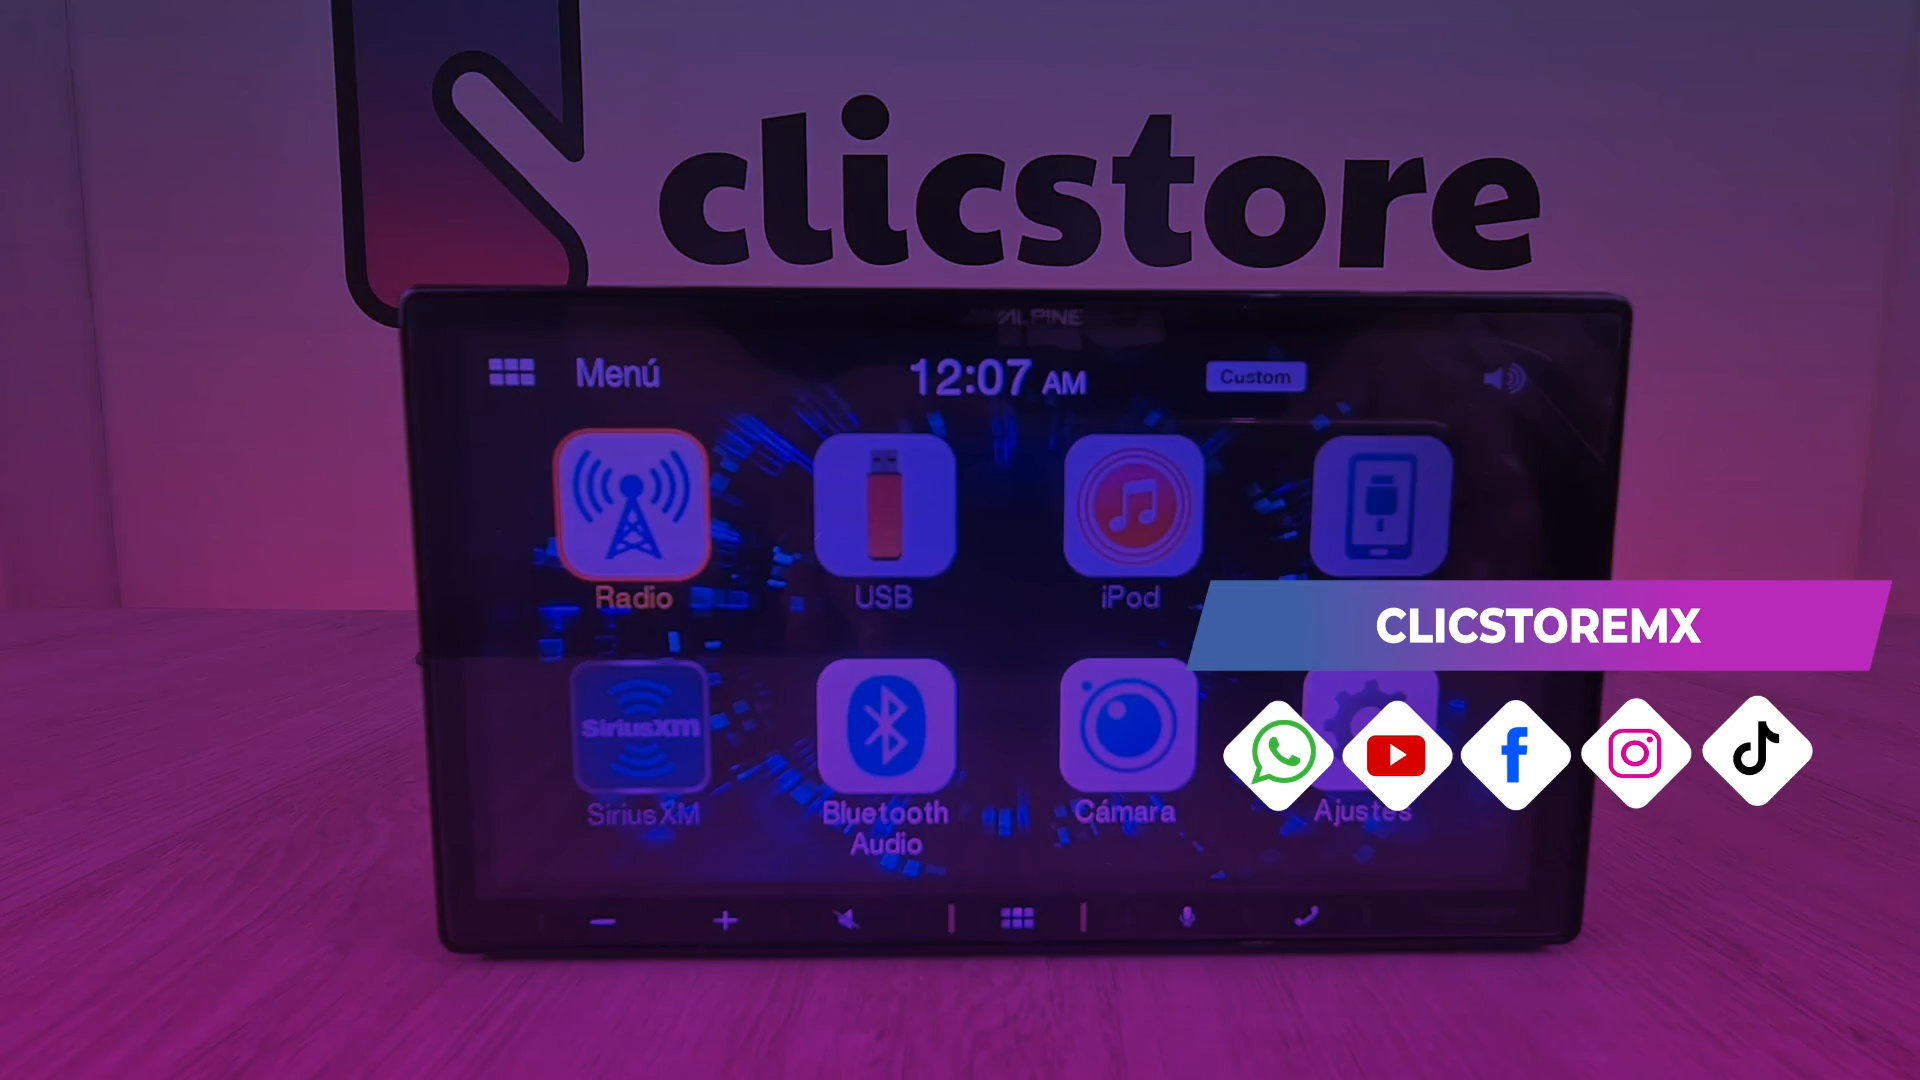 clicstore
ALPINE
Menú
12:07 AM
Custom
Radio
USB
iPod
CLICSTOREMX
SiriusXm
SiriusXM
Bluetooth
Audio
Cámara
Ajustes